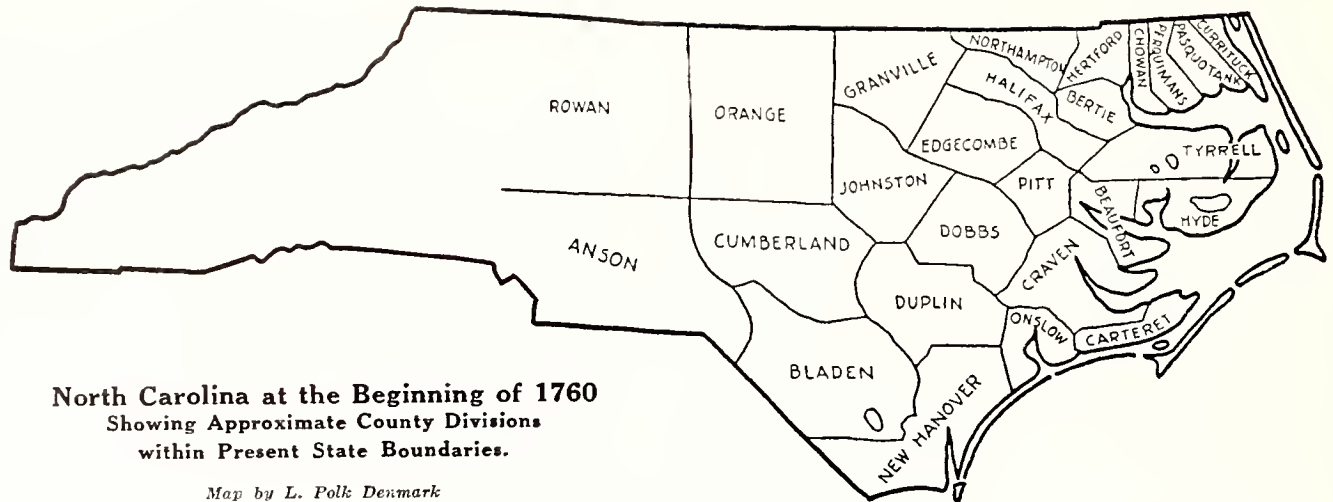 NORTHAMPTON
HERTFORD
CHOWAN
PERQUIMANS
PASQUOTANK
CURRITUCK
GRANVILLE
HALIFAX
BERTIE
ROWAN
ORANGE
EDGECOMBE
TYRRELL
JOHNSTON
PITT
BEAUFORT
HYDE
ANSON
CUMBERLAND
DOBBS
CRAVEN
DUPLIN
ONSLOW
CARTERET
BLADEN
NEW HANOVER
North Carolina at the Beginning of 1760
Showing Approximate County Divisions
within Present State Boundaries.
Map by L. Polk Denmark